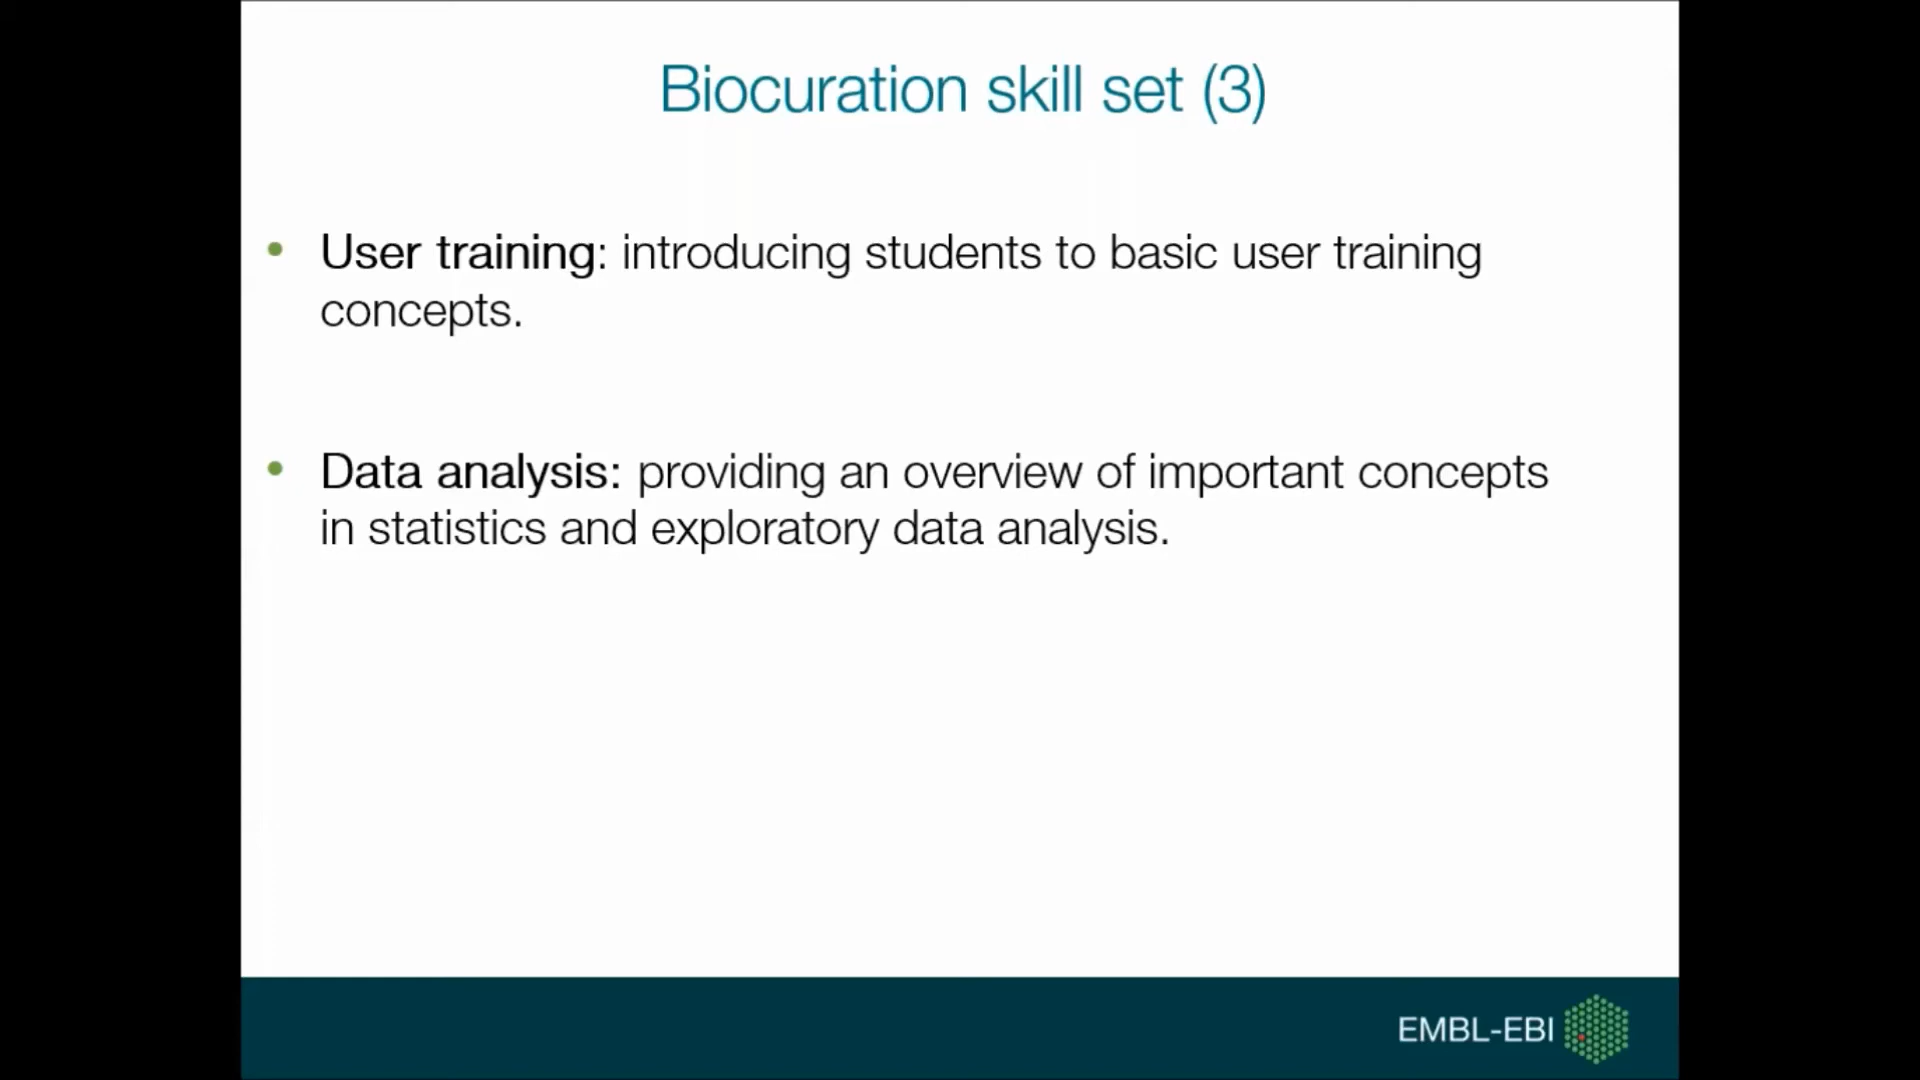 Biocuration skill set (3)
• User training: introducing students to basic user training
concepts.
• Data analysis: providing an overview of important concepts
in statistics and exploratory data analysis.
EMBL-EBI